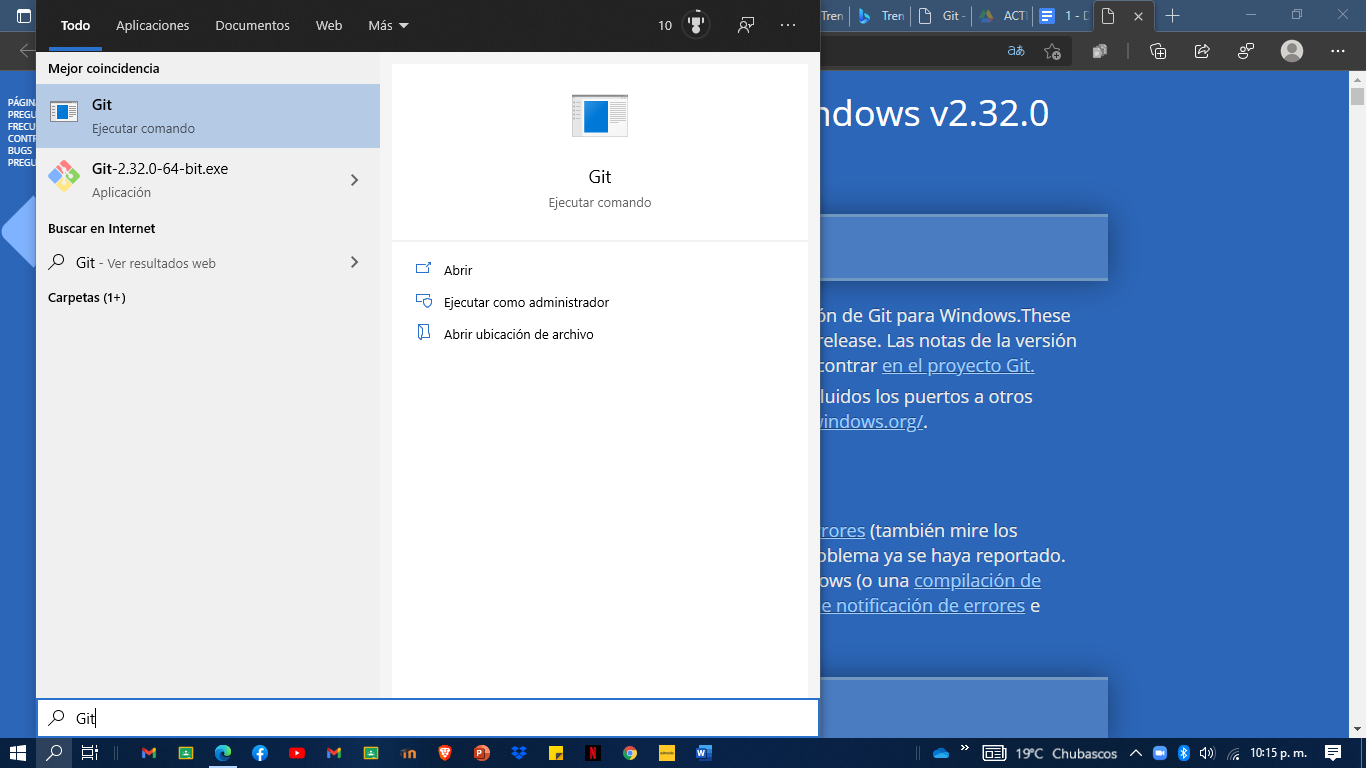 Todo Aplicaciones Documentos Web Más 10
Tren Tren Git - ACTI 1 - D
Mejor coincidencia
Git
Ejecutar comando
Git-2.32.0-64-bit.exe
Aplicación
Buscar en Internet
Git - Ver resultados web
Carpetas (1+)
Git
Ejecutar comando
Abrir
Ejecutar como administrador
Abrir ubicación de archivo
PÁGIN
PREGU
FRECU
CONTR
BUGS
PREGU
ndows v2.32.0
ón de Git para Windows.These
release. Las notas de la versión
contrar en el proyecto Git.
luidos los puertos a otros
windows.org/.
rores (también mire los
oblema ya se haya reportado.
ows (o una compilación de
e notificación de errores e
Git
19°C Chubascos 10:15 p. m.